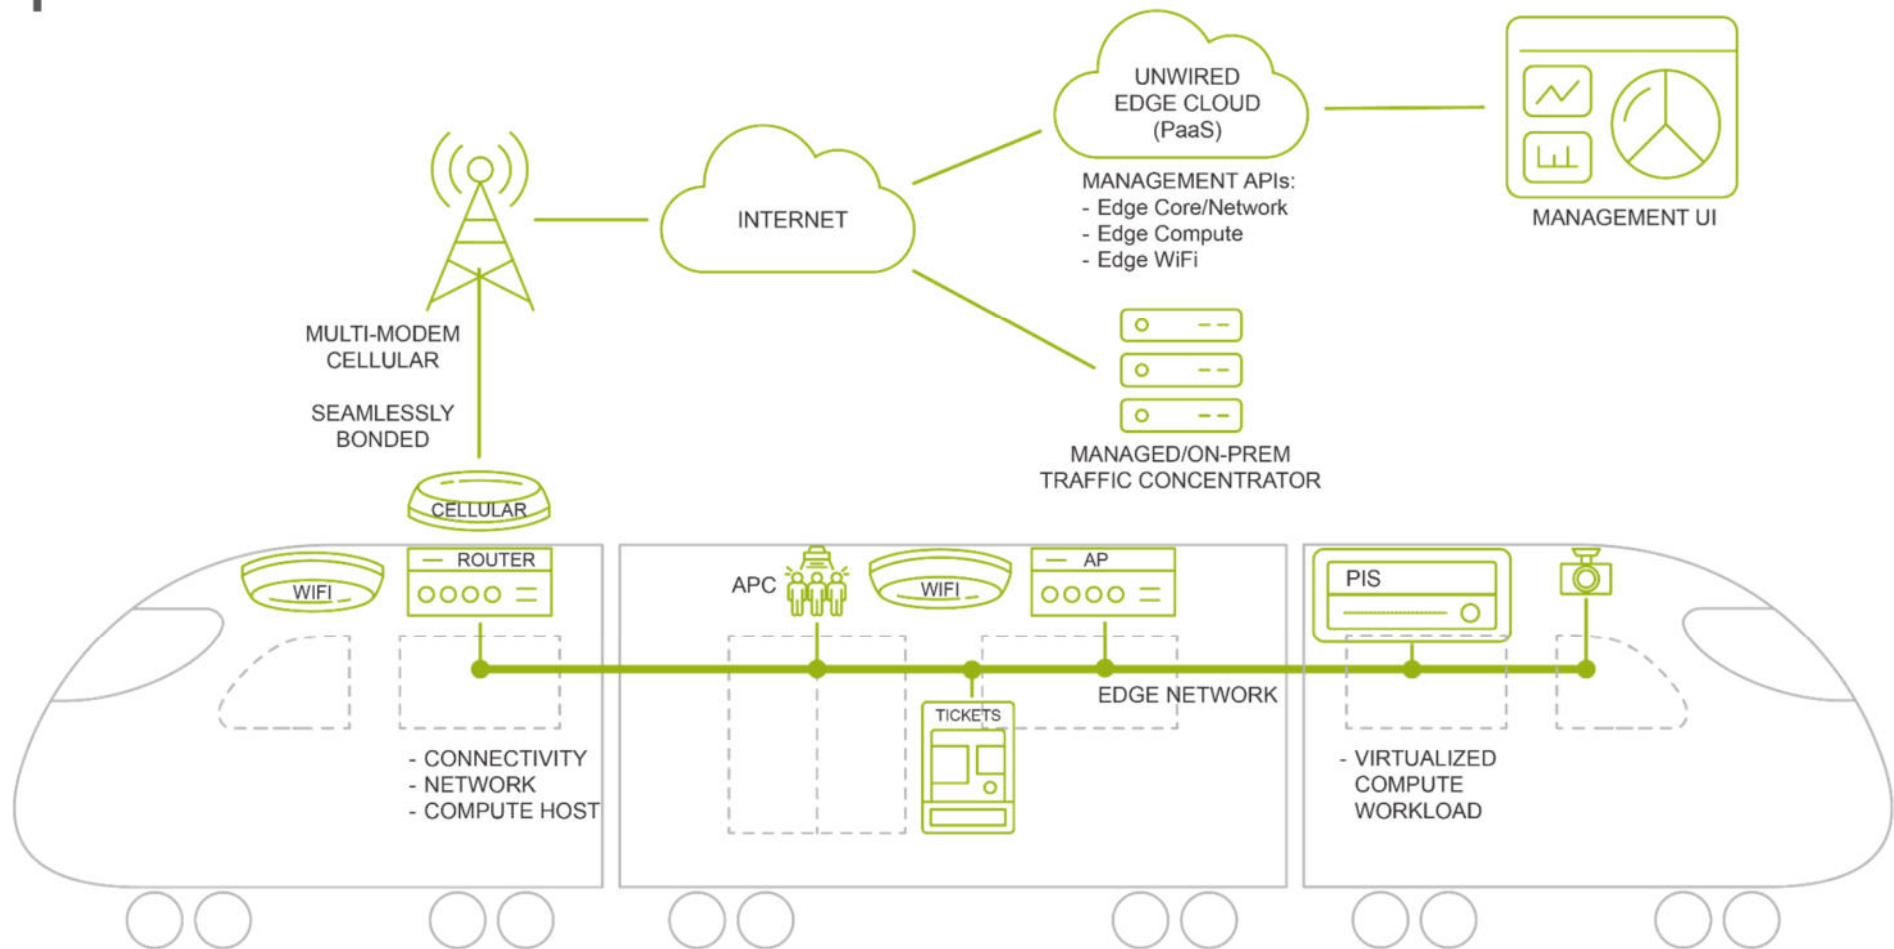 UNWIRED
EDGE CLOUD
(PaaS)
INTERNET
MANAGEMENT APIs:
- Edge Core/Network
- Edge Compute
- Edge WiFi
MANAGEMENT UI
MULTI-MODEM
CELLULAR
SEAMLESSLY
BONDED
MANAGED/ON-PREM
TRAFFIC CONCENTRATOR
CELLULAR
WIFI
ROUTER
APC
WIFI
AP
PIS
EDGE NETWORK
TICKETS
- CONNECTIVITY
- NETWORK
- COMPUTE HOST
- VIRTUALIZED
COMPUTE
WORKLOAD